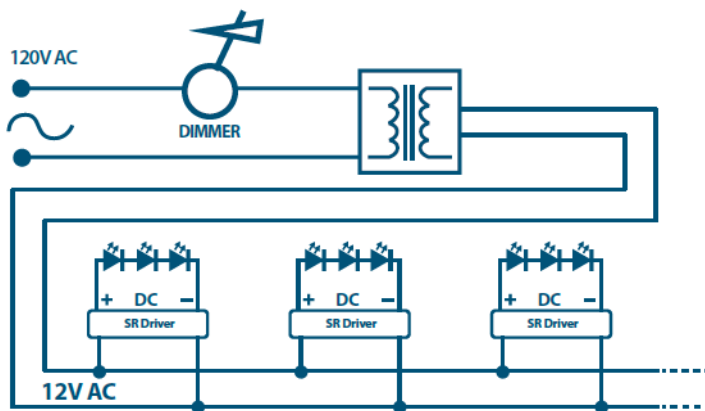 120V AC
DIMMER
+ DC −
SR Driver
+ DC −
SR Driver
+ DC −
SR Driver
12V AC